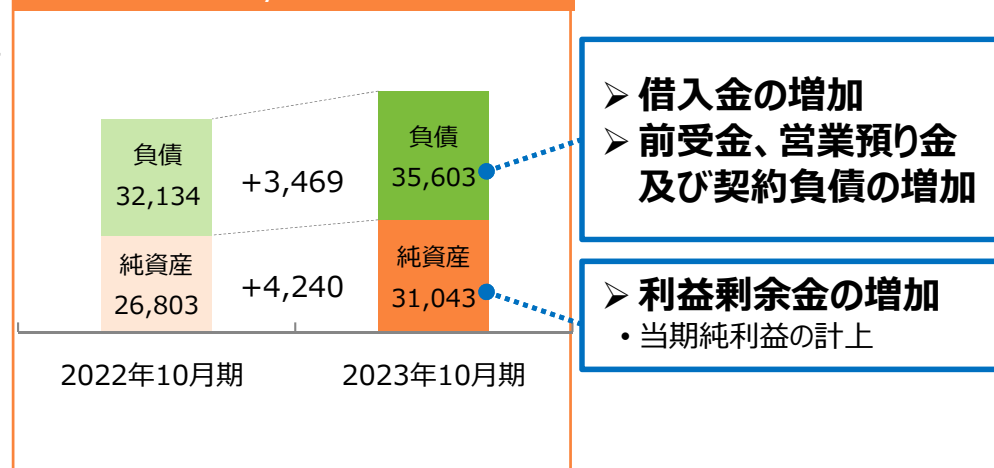 負債
32,134
+3,469
負債
35,603
純資産
26,803
+4,240
純資産
31,043
2022年10月期
2023年10月期
➢ 借入金の増加
➢ 前受金、営業預り金
及び契約負債の増加
➢ 利益剰余金の増加
・当期純利益の計上